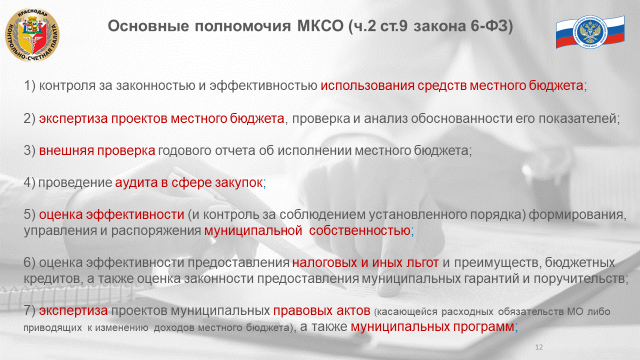 КРАСНОДАР
КОНТРОЛЬНО-СЧЕТНАЯ ПАЛАТА
Основные полномочия МКСО (ч.2 ст.9 закона 6-ФЗ)
1) контроля за законностью и эффективностью использования средств местного бюджета;
2) экспертиза проектов местного бюджета, проверка и анализ обоснованности его показателей;
3) внешняя проверка годового отчета об исполнении местного бюджета;
4) проведение аудита в сфере закупок;
5) оценка эффективности (и контроль за соблюдением установленного порядка) формирования,
управления и распоряжения муниципальной собственностью;
6) оценка эффективности предоставления налоговых и иных льгот и преимуществ, бюджетных
кредитов, а также оценка законности предоставления муниципальных гарантий и поручительств;
7) экспертиза проектов муниципальных правовых актов (касающейся расходных обязательств МО либо
приводящих к изменению доходов местного бюджета), а также муниципальных программ;
12